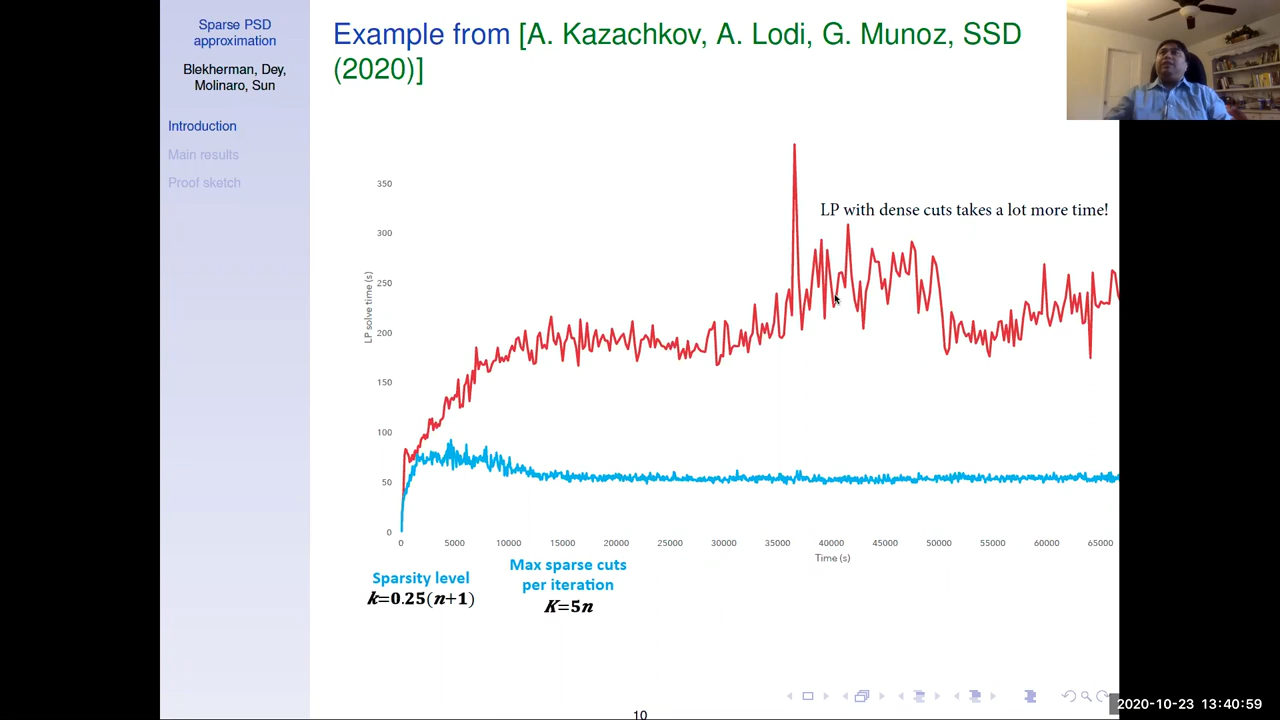 Sparse PSD
approximation
Blekherman, Dey,
Molinaro, Sun
Introduction
Main results
Proof sketch
Example from [A. Kazachkov, A. Lodi, G. Munoz, SSD
(2020)]
LP with dense cuts takes a lot more time!
350
300
250
200
150
100
50
0
LP solve time (s)
0 5000 10000 15000 20000 25000 30000 35000 40000 45000 50000 55000 60000 65000
Time (s)
Sparsity level
k=0.25(n+1)
Max sparse cuts
per iteration
K=5n
10
2020-10-23 13:40:59